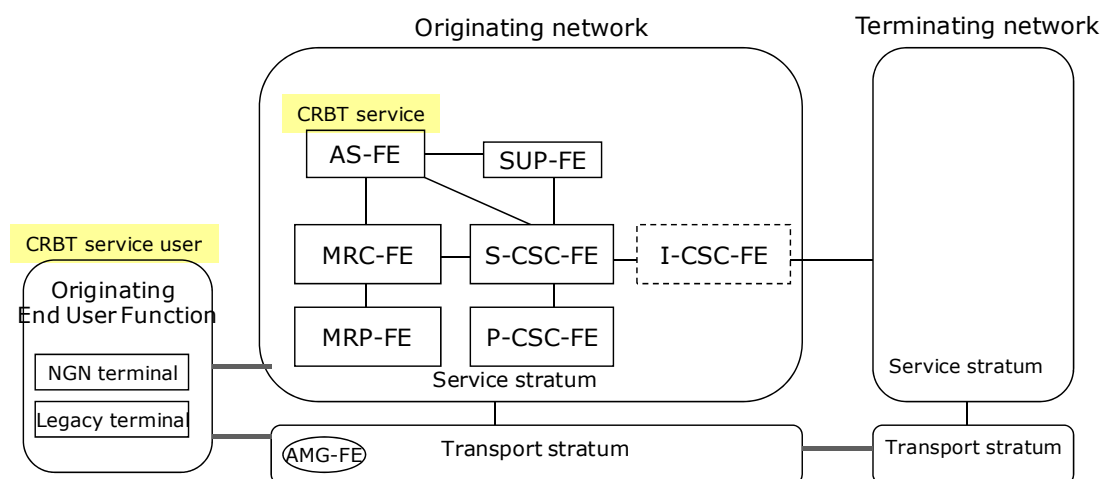 Originating network
Terminating network
CRBT service
AS-FE
SUP-FE
CRBT service user
MRC-FE
S-CSC-FE
I-CSC-FE
Originating
End User Function
MRP-FE
P-CSC-FE
NGN terminal
Service stratum
Service stratum
Legacy terminal
AMG-FE
Transport stratum
Transport stratum